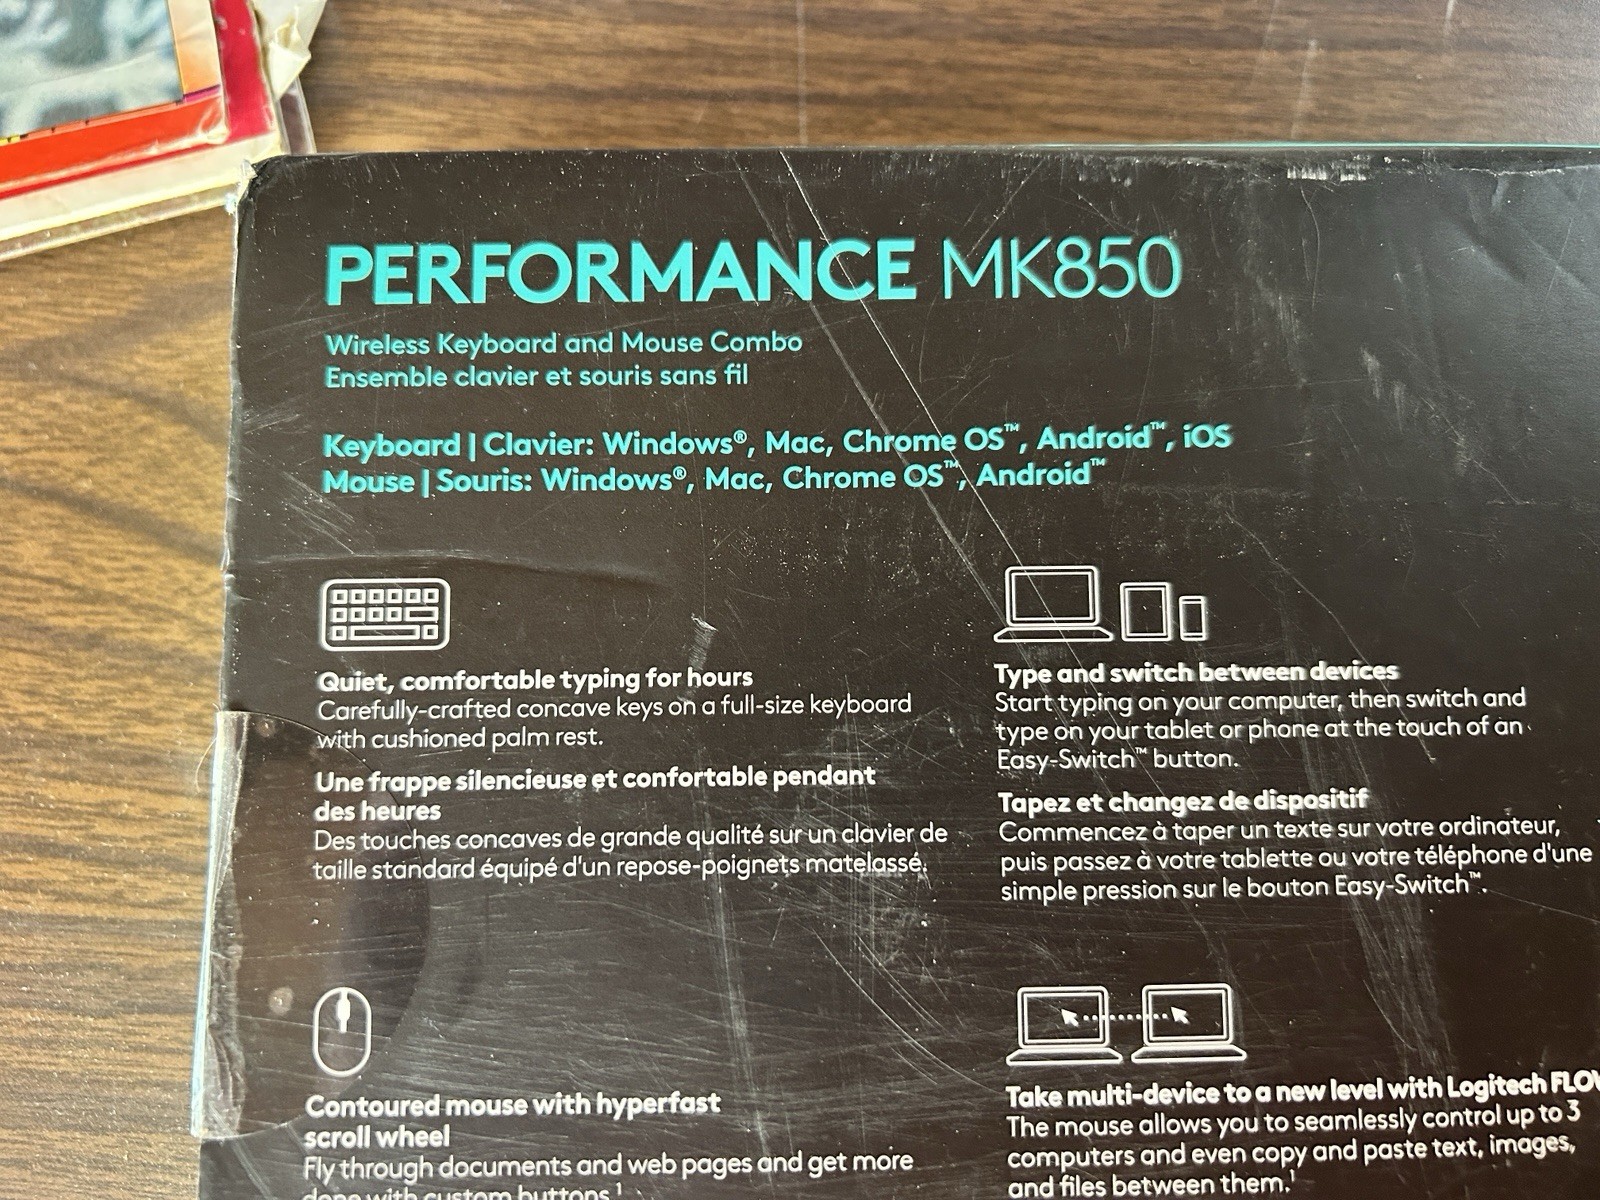 PERFORMANCE MK850
Wireless Keyboard and Mouse Combo
Ensemble clavier et souris sans fil
Keyboard | Clavier: Windows®, Mac, Chrome OS™, Android™, iOS
Mouse | Souris: Windows®, Mac, Chrome OS™, Android™
Quiet, comfortable typing for hours
Carefully-crafted concave keys on a full-size keyboard
with cushioned palm rest.
Une frappe silencieuse et confortable pendant
des heures
Des touches concaves de grande qualité sur un clavier de
taille standard équipé d'un repose-poignets matelassé.
Type and switch between devices
Start typing on your computer, then switch and
type on your tablet or phone at the touch of an
Easy-Switch™ button.
Tapez et changez de dispositif
Commencez à taper un texte sur votre ordinateur,
puis passez à votre tablette ou votre téléphone d'une
simple pression sur le bouton Easy-Switch™.
Contoured mouse with hyperfast
scroll wheel
Fly through documents and web pages and get more
done with custom buttons.¹
Take multi-device to a new level with Logitech FLOW
The mouse allows you to seamlessly control up to 3
computers and even copy and paste text, images,
and files between them.¹